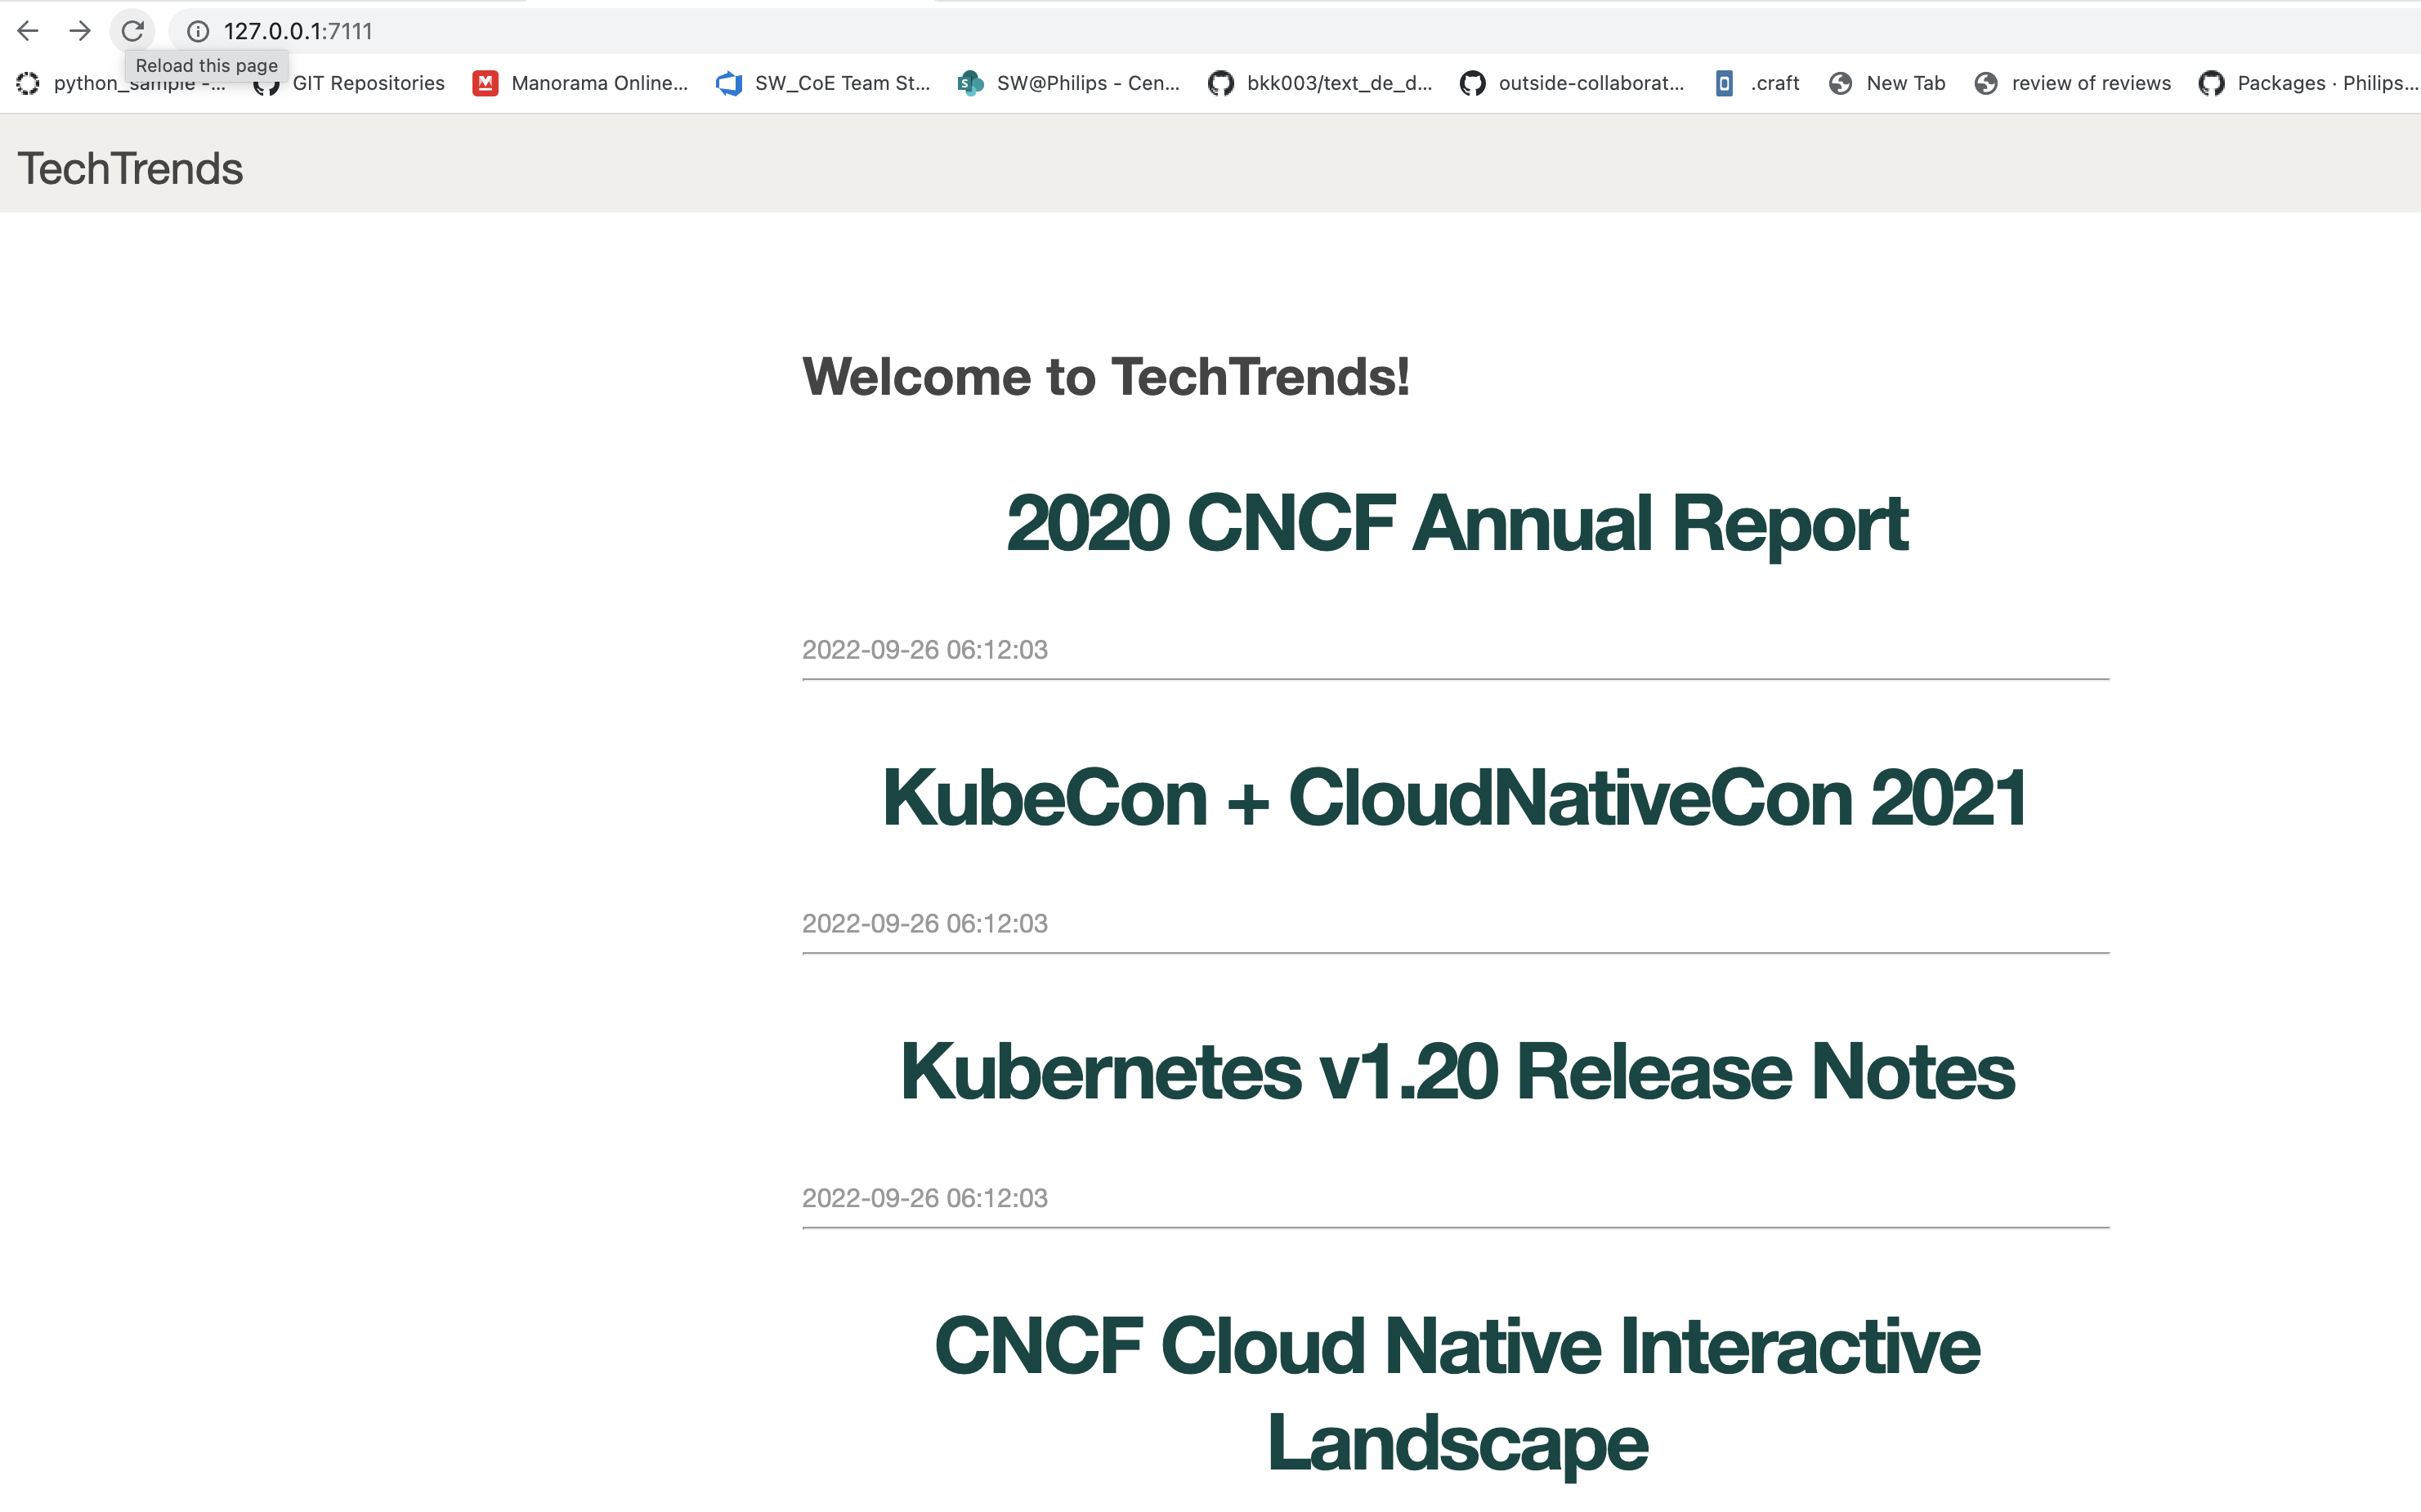 127.0.0.1:7111
Reload this page
python_sample -... GIT Repositories Manorama Online... SW_CoE Team St... SW@Philips - Cen... bkk003/text_de_d... outside-collaborat... .craft New Tab review of reviews Packages · Philips...
TechTrends
Welcome to TechTrends!
2020 CNCF Annual Report
2022-09-26 06:12:03
KubeCon + CloudNativeCon 2021
2022-09-26 06:12:03
Kubernetes v1.20 Release Notes
2022-09-26 06:12:03
CNCF Cloud Native Interactive
Landscape